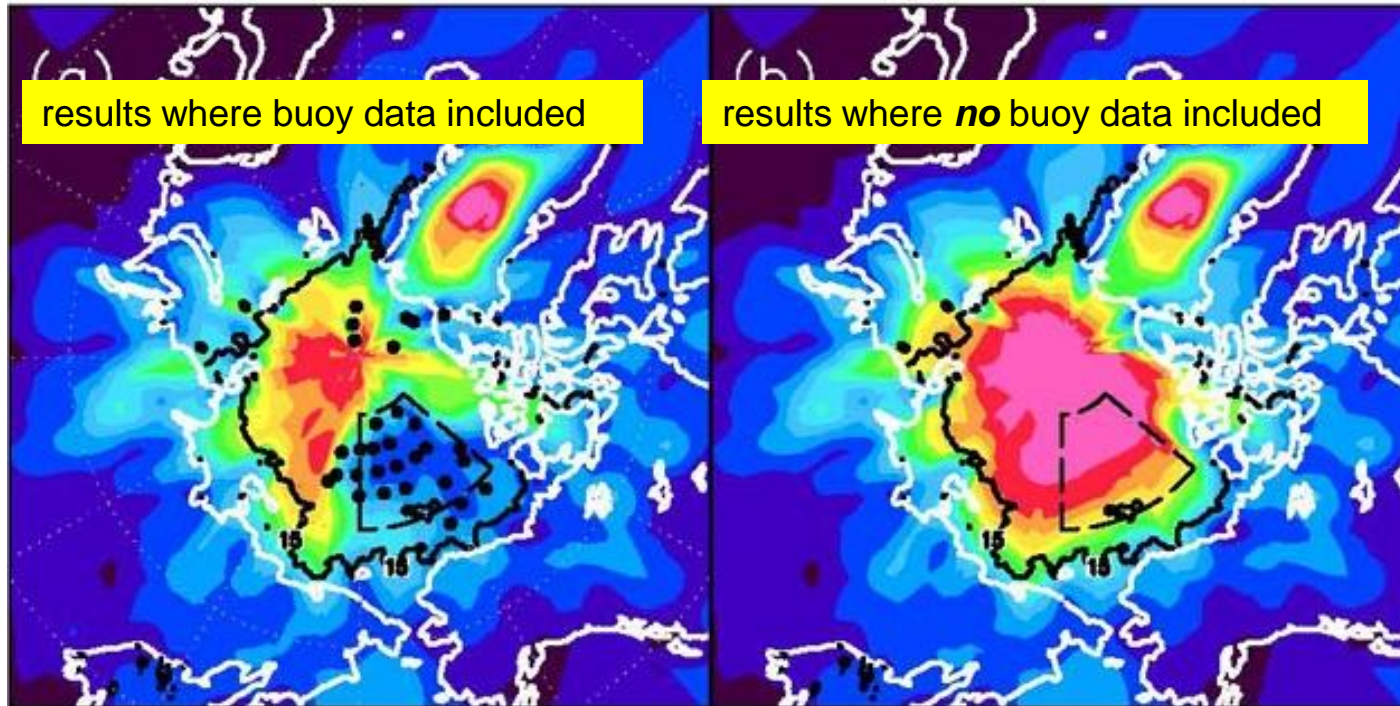 (a)
results where buoy data included
15
15
(b)
results where no buoy data included
15
15